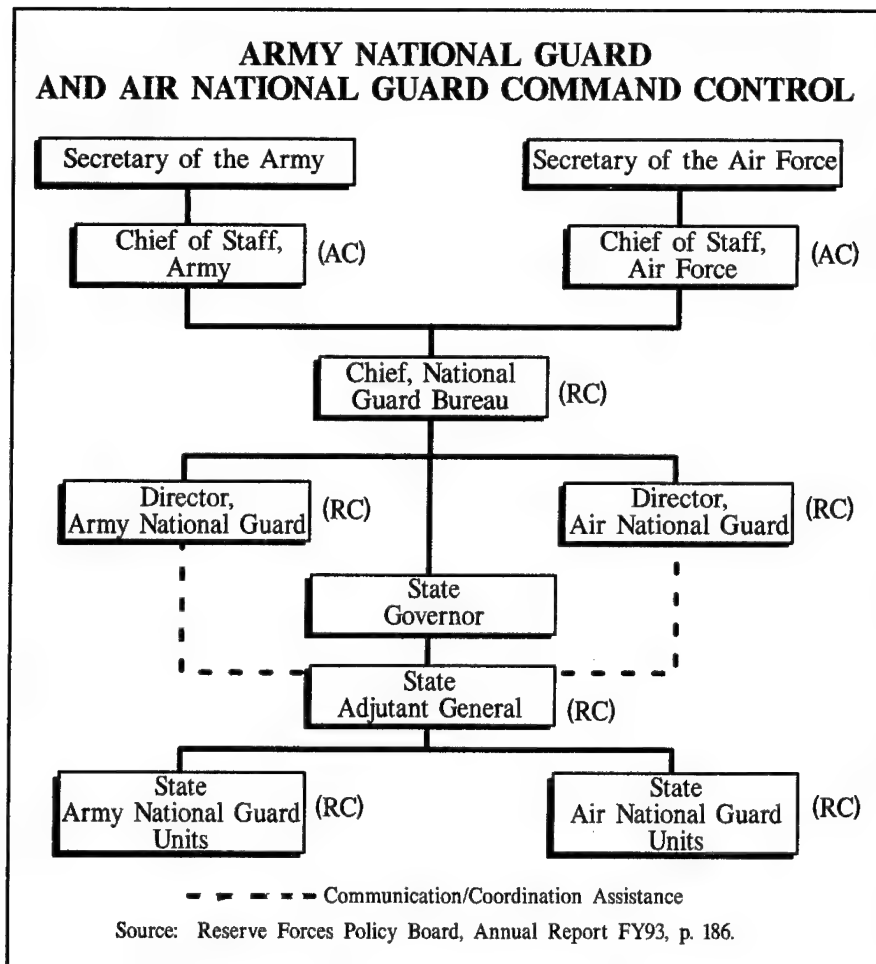 ARMY NATIONAL GUARD
AND AIR NATIONAL GUARD COMMAND CONTROL
Secretary of the Army
Secretary of the Air Force
Chief of Staff,
Army
(AC)
Chief of Staff,
Air Force
(AC)
Chief, National
Guard Bureau
(RC)
Director,
Army National Guard
(RC)
Director,
Air National Guard
(RC)
State
Governor
State
Adjutant General
(RC)
State
Army National Guard
Units
(RC)
State
Air National Guard
Units
(RC)
Communication/Coordination Assistance
Source: Reserve Forces Policy Board, Annual Report FY93, p. 186.